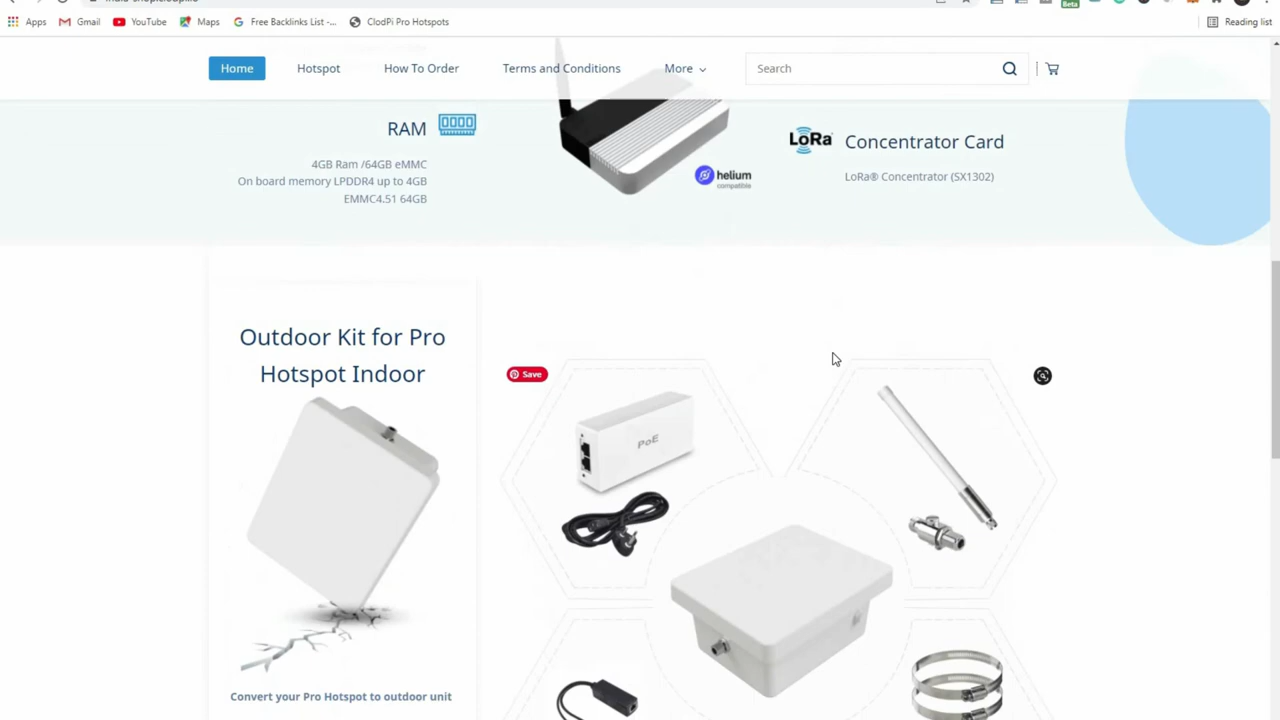 Apps
Gmail
YouTube
Maps
Free Backlinks List -...
ClodPi Pro Hotspots
Beta
Reading list
Home
Hotspot
How To Order
Terms and Conditions
More
Search
RAM
4GB Ram /64GB eMMC
On board memory LPDDR4 up to 4GB
EMMC4.51 64GB
helium
compatible
LoRa
Concentrator Card
LoRa® Concentrator (SX1302)
Outdoor Kit for Pro
Hotspot Indoor
Save
PoE
Convert your Pro Hotspot to outdoor unit